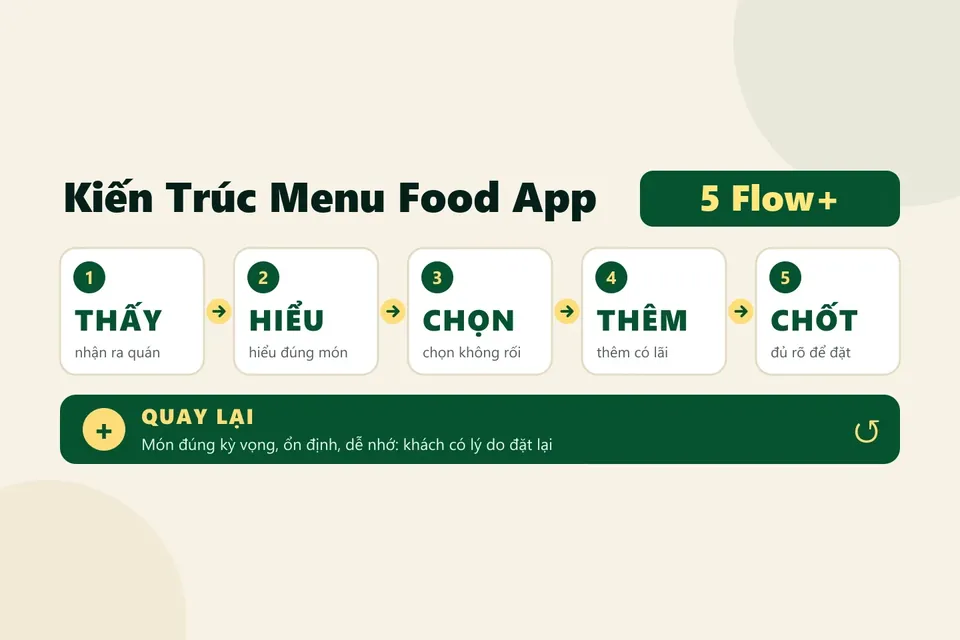 Kiến Trúc Menu Food App
5 Flow+
1
THẤY
nhận ra quán
2
HIỂU
hiểu đúng món
3
CHỌN
chọn không rối
4
THÊM
thêm có lãi
5
CHỐT
đủ rõ để đặt
+
QUAY LẠI
Món đúng kỳ vọng, ổn định, dễ nhớ: khách có lý do đặt lại